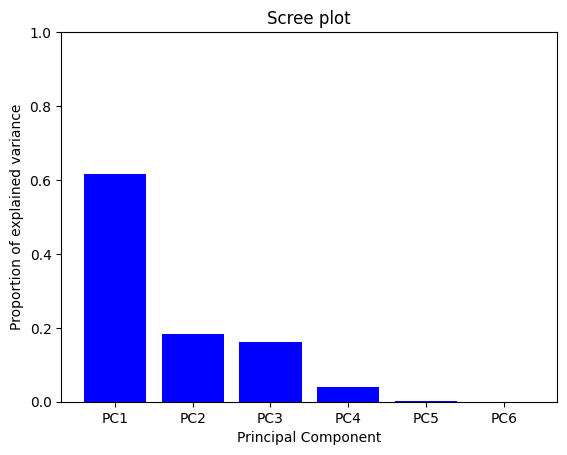 Scree plot
Proportion of explained variance
1.0
0.8
0.6
0.4
0.2
0.0
PC1 PC2 PC3 PC4 PC5 PC6
Principal Component